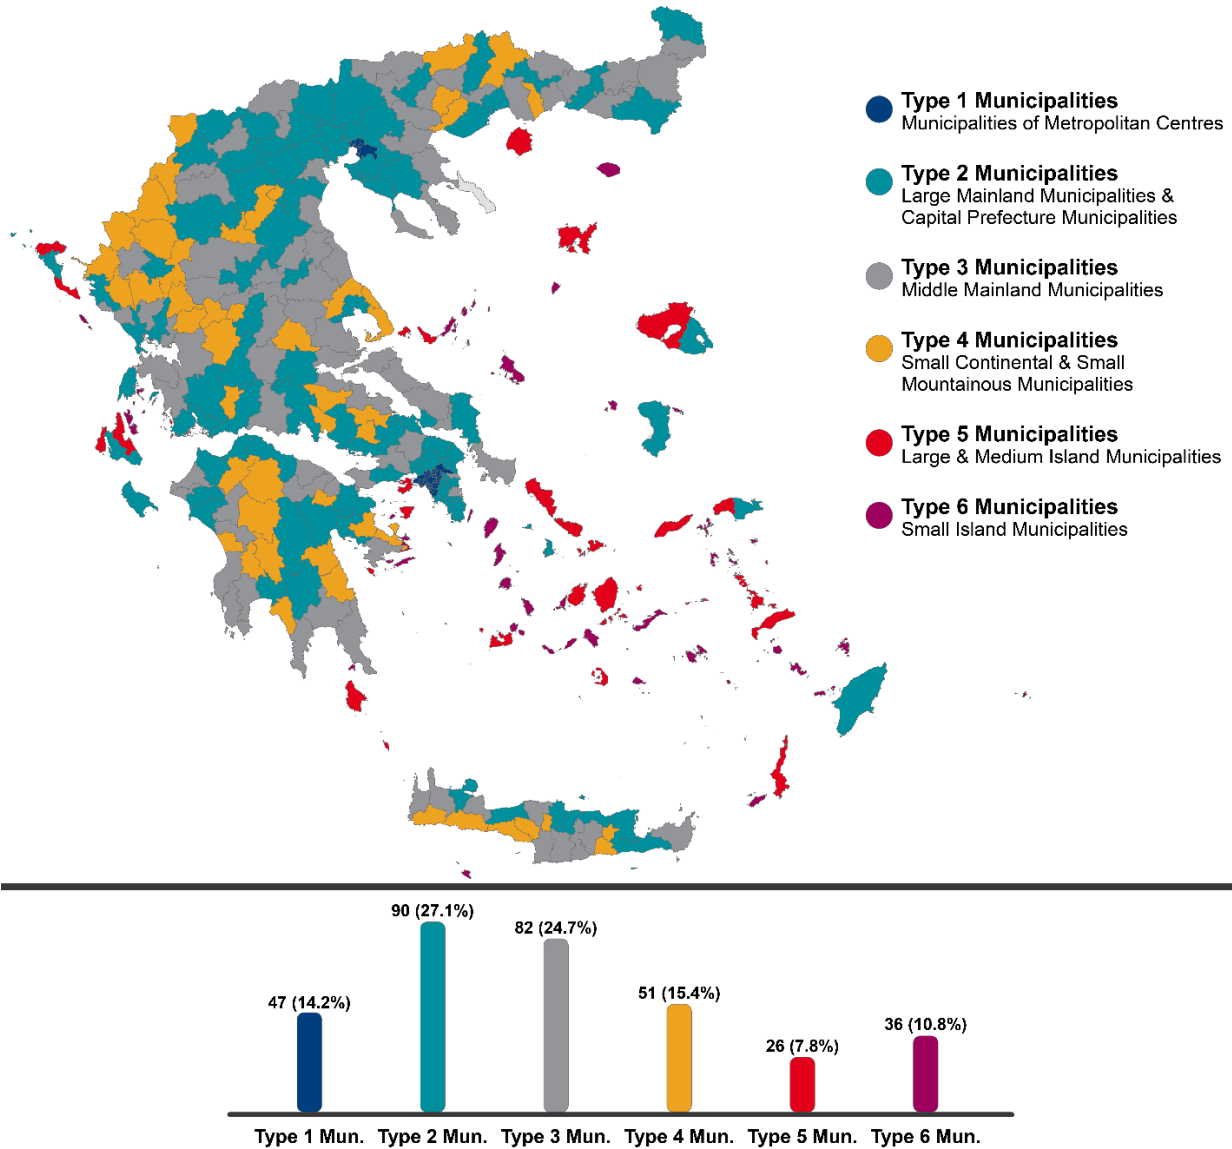 Type 1 Municipalities
Municipalities of Metropolitan Centres
Type 2 Municipalities
Large Mainland Municipalities &
Capital Prefecture Municipalities
Type 3 Municipalities
Middle Mainland Municipalities
Type 4 Municipalities
Small Continental & Small
Mountainous Municipalities
Type 5 Municipalities
Large & Medium Island Municipalities
Type 6 Municipalities
Small Island Municipalities
47 (14.2%)
90 (27.1%)
82 (24.7%)
51 (15.4%)
26 (7.8%)
36 (10.8%)
Type 1 Mun.
Type 2 Mun.
Type 3 Mun.
Type 4 Mun.
Type 5 Mun.
Type 6 Mun.